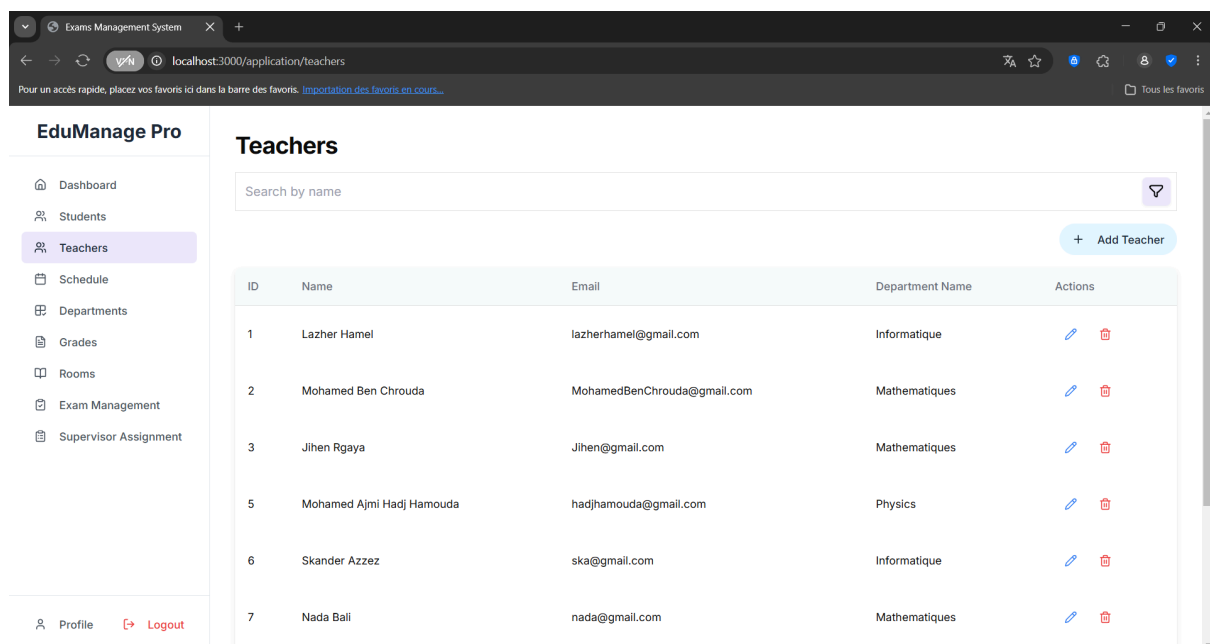 Exams Management System
localhost:3000/application/teachers
Pour un accès rapide, placez vos favoris ici dans la barre des favoris. Importation des favoris en cours...
Tous les favoris
EduManage Pro
Dashboard
Students
Teachers
Schedule
Departments
Grades
Rooms
Exam Management
Supervisor Assignment
Profile
Logout
Teachers
Search by name
+ Add Teacher
ID Name Email Department Name Actions
1 Lazher Hamel lazherhamel@gmail.com Informatique
2 Mohamed Ben Chrouda MohamedBenChrouda@gmail.com Mathematiques
3 Jihen Rgaya Jihen@gmail.com Mathematiques
5 Mohamed Ajmi Hadj Hamouda hadjhamouda@gmail.com Physics
6 Skander Azzez ska@gmail.com Informatique
7 Nada Bali nada@gmail.com Mathematiques